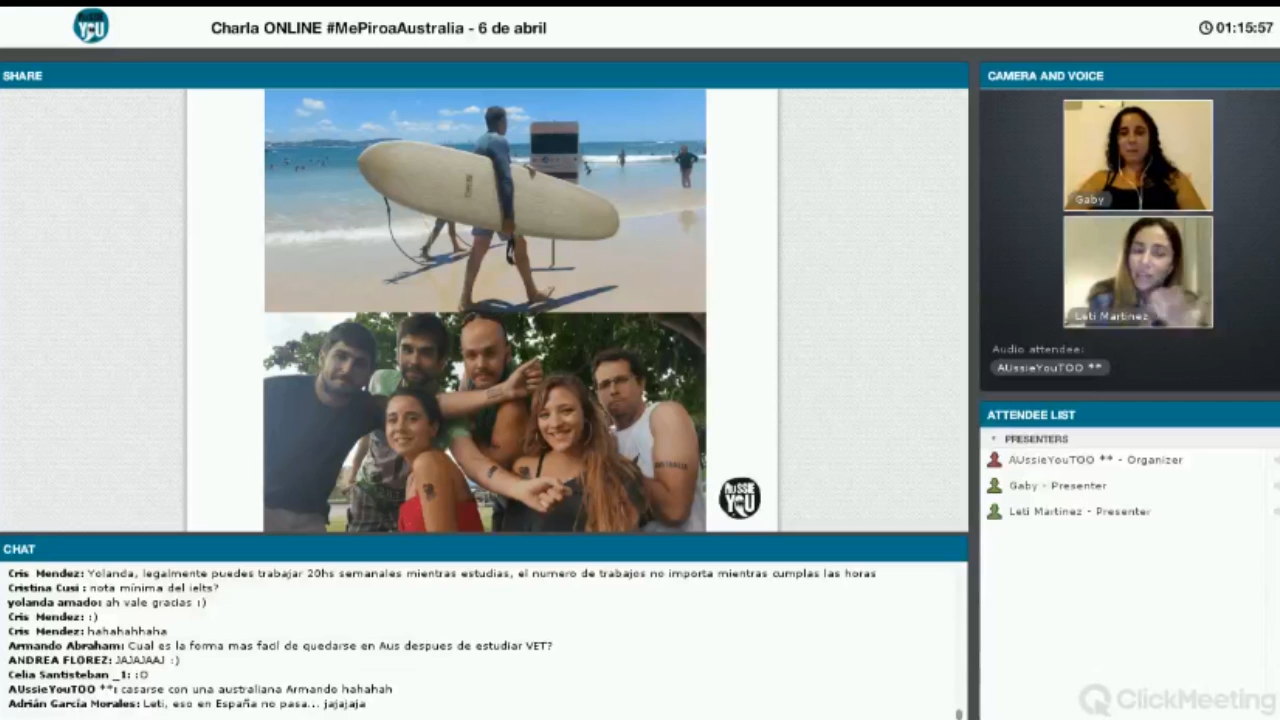 AUSSIE
YOU
Charla ONLINE #MePiroaAustralia - 6 de abril
01:15:57
SHARE
AUSSIE
YOU
CAMERA AND VOICE
Gaby
Leti Martinez
Audio attendee:
AUssieYouTOO **
ATTENDEE LIST
PRESENTERS
AUssieYouTOO ** - Organizer
Gaby - Presenter
Leti Martinez - Presenter
CHAT
Cris Mendez: Yolanda, legalmente puedes trabajar 20hs semanales mientras estudias, el numero de trabajos no importa mientras cumplas las horas
Cristina Cusi : nota mínima del ielts?
yolanda amado: ah vale gracias :)
Cris Mendez: :)
Cris Mendez: hahahahhaha
Armando Abraham: Cual es la forma mas facil de quedarse en Aus despues de estudiar VET?
ANDREA FLOREZ: JAJAJAAJ :)
Celia Santisteban _1: :O
AUssieYouTOO **: casarse con una australiana Armando hahahah
Adrián García Morales: Leti, eso en España no pasa... jajajaja
ClickMeeting